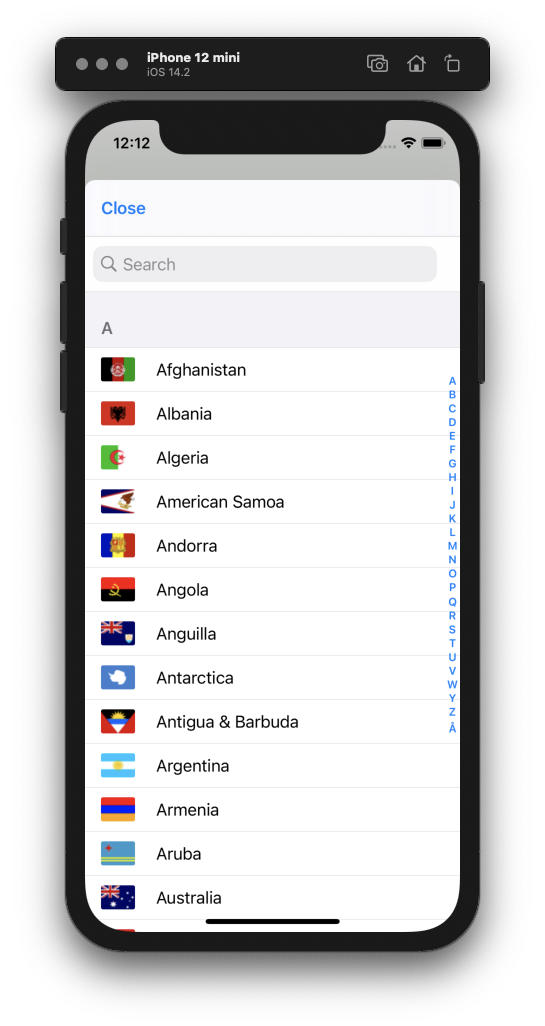 iPhone 12 mini
iOS 14.2
12:12
Close
Search
A
Afghanistan
Albania
Algeria
American Samoa
Andorra
Angola
Anguilla
Antarctica
Antigua & Barbuda
Argentina
Armenia
Aruba
Australia
A
B
C
D
E
F
G
H
I
J
K
L
M
N
O
P
Q
R
S
T
U
V
W
Y
Z
Å